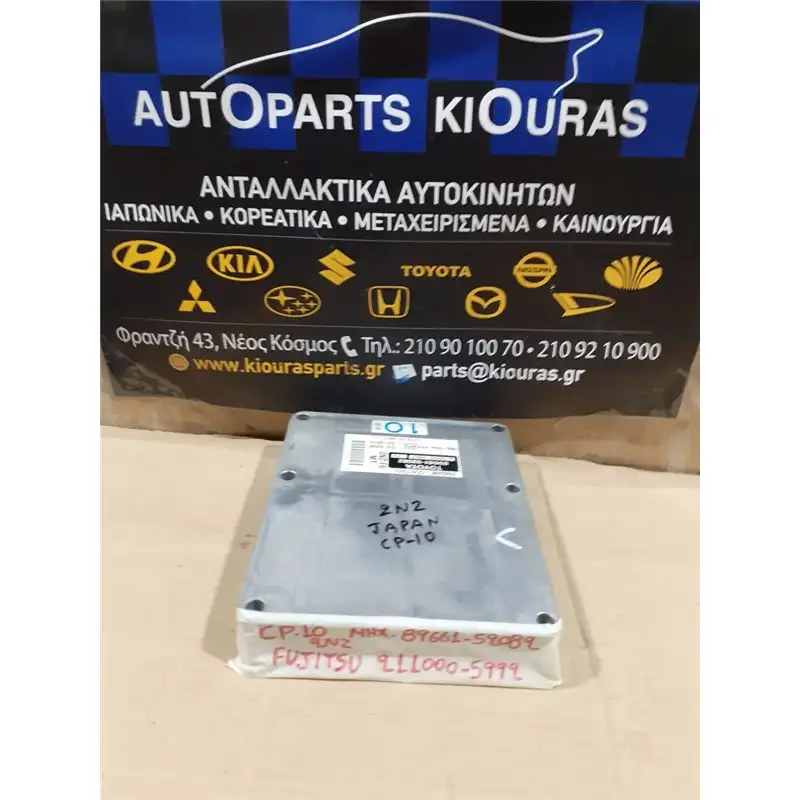 AUTOPARTS KIOURAS
ΑΝΤΑΛΛΑΚΤΙΚΑ ΑΥΤΟΚΙΝΗΤΩΝ
ΙΑΠΩΝΙΚΑ • ΚΟΡΕΑΤΙΚΑ • ΜΕΤΑΧΕΙΡΙΣΜΕΝΑ • ΚΑΙΝΟΥΡΓΙΑ
KIA
TOYOTA
NISSAN
Φραντζή 43, Νέος Κόσμος Τηλ.: 210 90 100 70 • 210 92 10 900
www.kiourasparts.gr parts@kiouras.gr
10
TOYOTA
2NZ
JAPAN
CP-10
CP-10 MHX-89661-52082
2NZ
FUJITSU 211000-5992